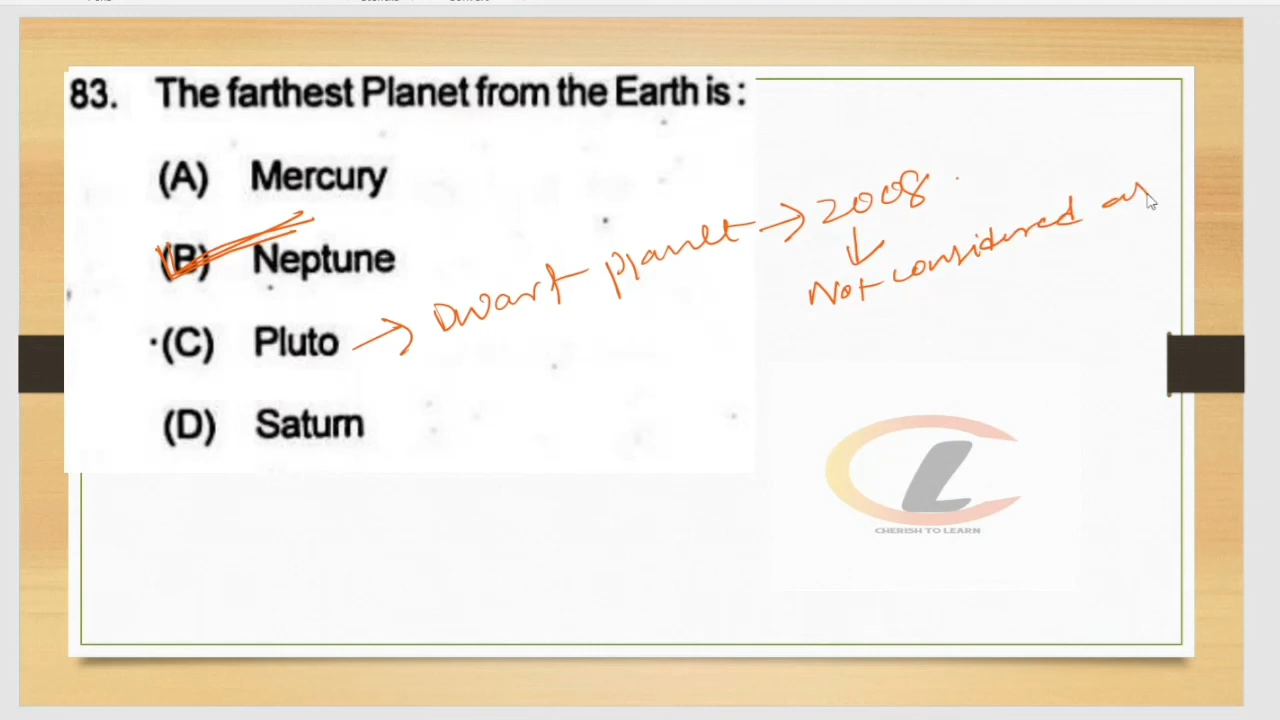 83. The farthest Planet from the Earth is :
(A) Mercury
(B) Neptune
(C) Pluto → Dwarf planet → 2008
↓
Not considered as
(D) Saturn
CL
CHERISH TO LEARN